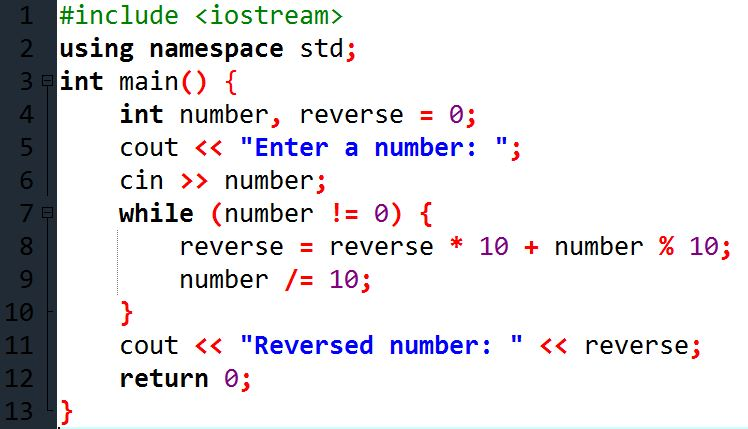 1 #include <iostream>
2 using namespace std;
3 int main() {
4 int number, reverse = 0;
5 cout << "Enter a number: ";
6 cin >> number;
7 while (number != 0) {
8 reverse = reverse * 10 + number % 10;
9 number /= 10;
10 }
11 cout << "Reversed number: " << reverse;
12 return 0;
13 }